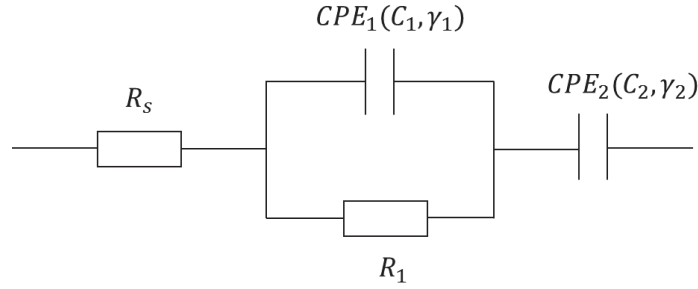 CPE₁(C₁,γ₁)
CPE₂(C₂,γ₂)
Rₛ
R₁